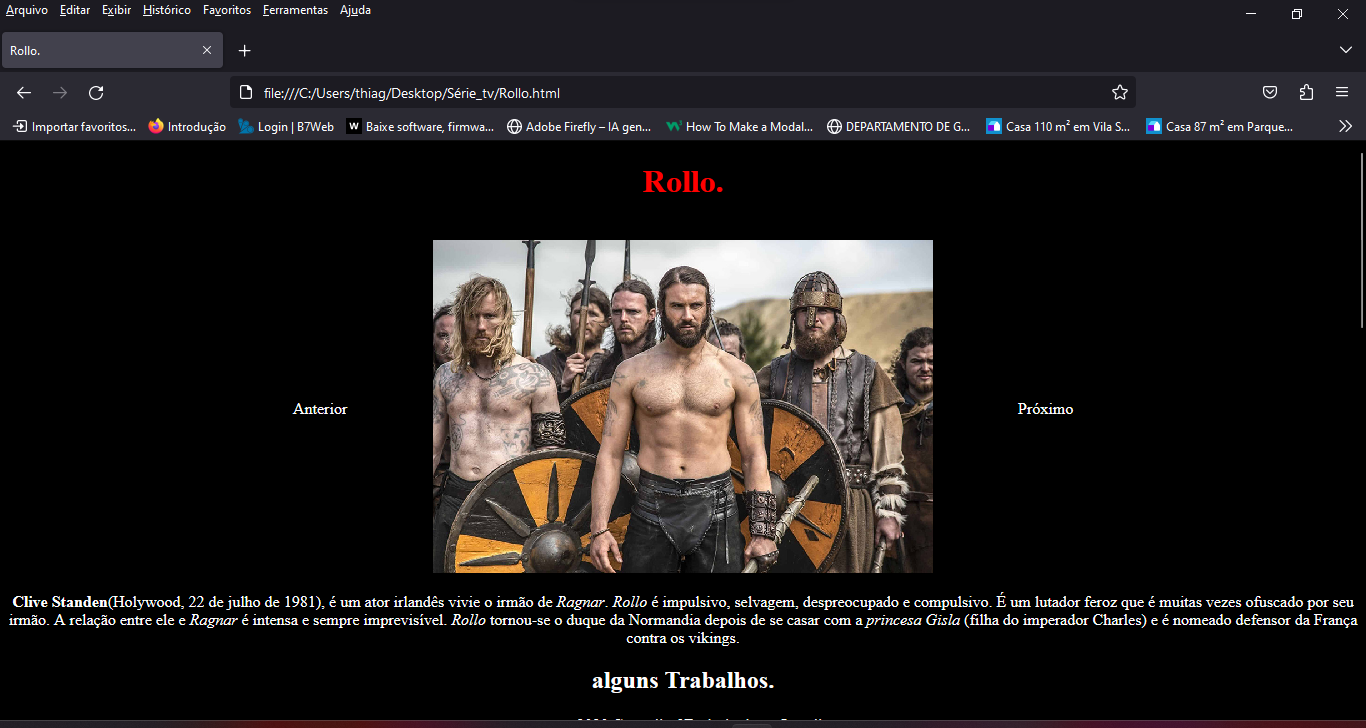 Arquivo Editar Exibir Histórico Favoritos Ferramentas Ajuda
Rollo.
file:///C:/Users/thiag/Desktop/Série_tv/Rollo.html
Importar favoritos... Introdução Login | B7Web W Baixe software, firmwa... Adobe Firefly – IA gen... How To Make a Modal... DEPARTAMENTO DE G... Casa 110 m² em Vila S... Casa 87 m² em Parque...
Rollo.
Anterior
Próximo
Clive Standen(Holywood, 22 de julho de 1981), é um ator irlandês vivie o irmão de Ragnar. Rollo é impulsivo, selvagem, despreocupado e compulsivo. É um lutador feroz que é muitas vezes ofuscado por seu
irmão. A relação entre ele e Ragnar é intensa e sempre imprevisível. Rollo tornou-se o duque da Normandia depois de se casar com a princesa Gisla (filha do imperador Charles) e é nomeado defensor da França
contra os vikings.
alguns Trabalhos.